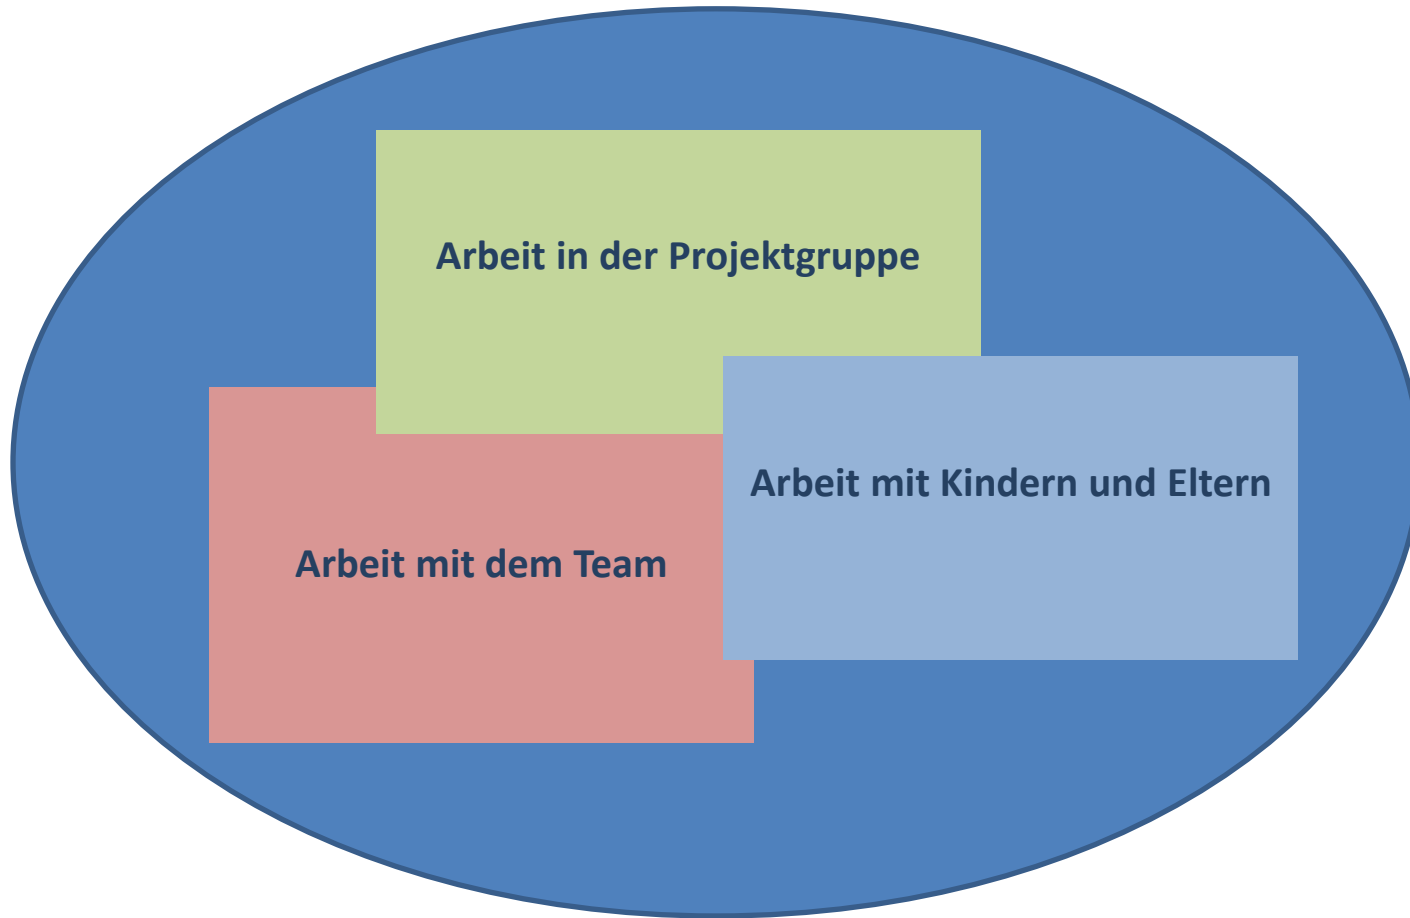 Arbeit in der Projektgruppe
Arbeit mit Kindern und Eltern
Arbeit mit dem Team